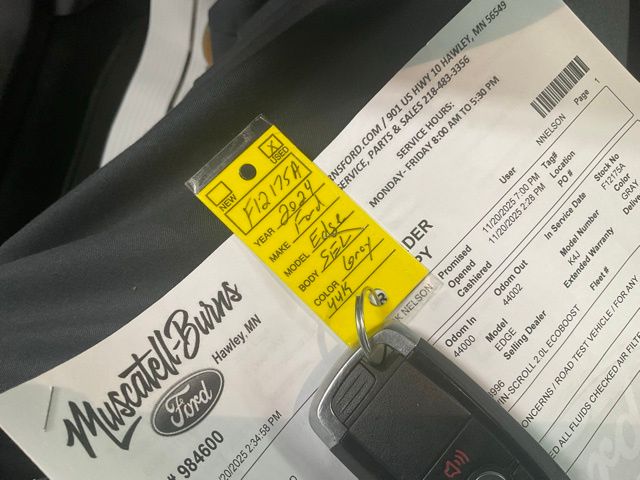 NEW
X
USED
F12175A
YEAR 2024
MAKE Ford
MODEL Edge
BODY SEL
COLOR Gray
44K
NELSON
RNSFORD.COM / 901 US HWY 10 HAWLEY, MN 56549
SERVICE, PARTS & SALES 218-483-3356
SERVICE HOURS:
MONDAY- FRIDAY 8:00 AM TO 5:30 PM
NNELSON
Page 1
User
Tag#
Location
PO #
Stock No
F12175A
Color
GRAY
Promised 11/20/2025 7:00 PM
Opened 11/20/2025 2:28 PM
Cashiered
In Service Date
Odom In
44000
Odom Out
44002
Model Number
K4J
Extended Warranty
Fleet #
Model
EDGE
Selling Dealer
IN-SCROLL 2.0L ECOBOOST
CONCERNS / ROAD TEST VEHICLE / FOR ANY
ALL FLUIDS CHECKED AIR
Muscatell-Burns
Hawley, MN
Ford
# 984600
20/2025 2:34:58 PM